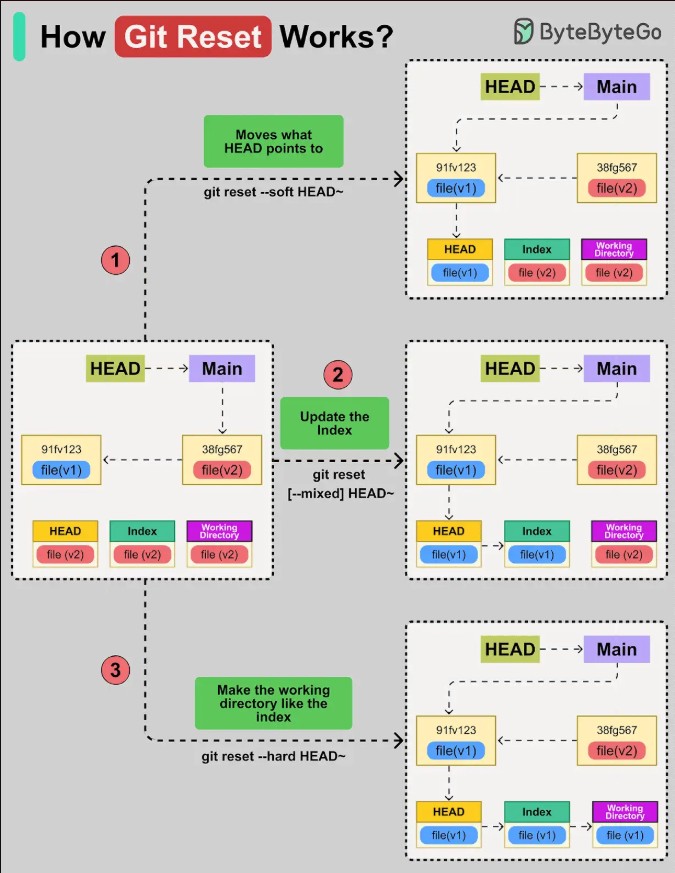 How Git Reset Works?
ByteByteGo
HEAD
Main
Moves what
HEAD points to
git reset --soft HEAD~
91fv123
file(v1)
38fg567
file(v2)
HEAD
file(v1)
Index
file (v2)
Working
Directory
file (v2)
1
HEAD
Main
91fv123
file(v1)
38fg567
file(v2)
HEAD
file (v2)
Index
file (v2)
Working
Directory
file (v2)
2
Update the
Index
git reset
[--mixed] HEAD~
HEAD
Main
91fv123
file(v1)
38fg567
file(v2)
HEAD
file(v1)
Index
file(v1)
Working
Directory
file (v2)
3
Make the working
directory like the
index
git reset --hard HEAD~
HEAD
Main
91fv123
file(v1)
38fg567
file(v2)
HEAD
file(v1)
Index
file (v1)
Working
Directory
file (v1)